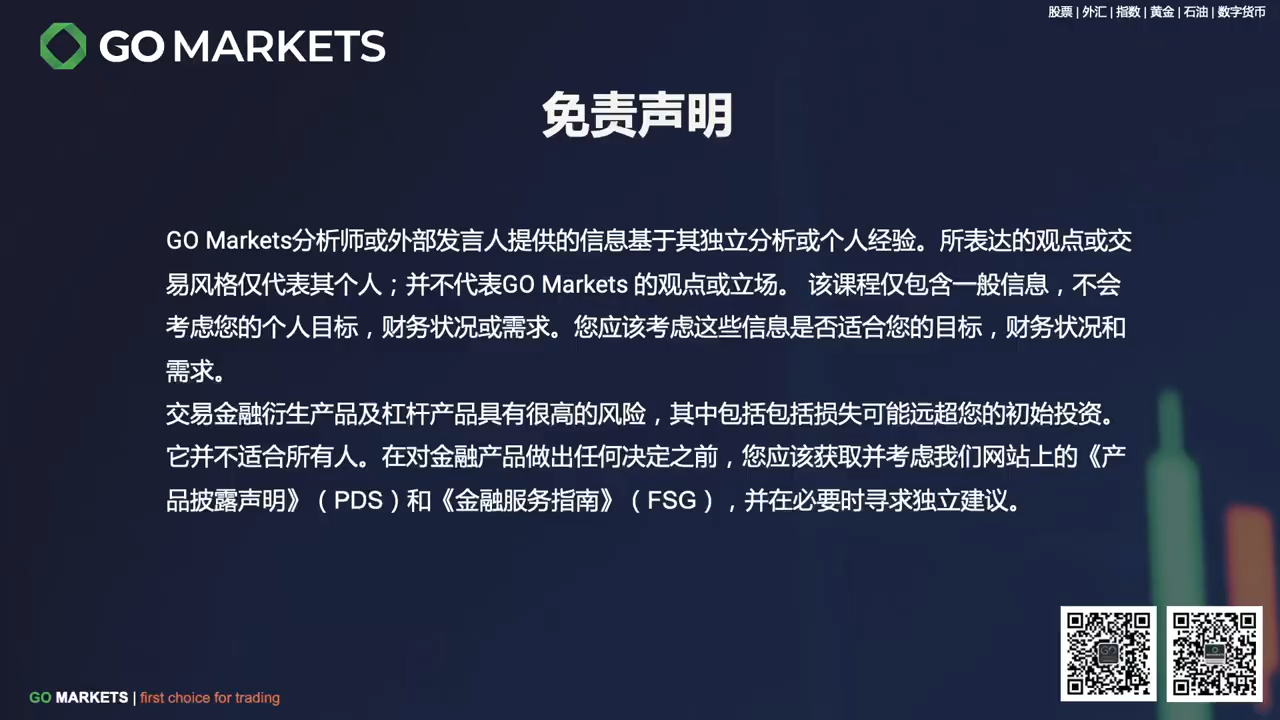 股票 | 外汇 | 指数 | 黄金 | 石油 | 数字货币
GO MARKETS
免责声明
GO Markets分析师或外部发言人提供的信息基于其独立分析或个人经验。所表达的观点或交
易风格仅代表其个人；并不代表GO Markets 的观点或立场。 该课程仅包含一般信息，不会
考虑您的个人目标，财务状况或需求。您应该考虑这些信息是否适合您的目标，财务状况和
需求。
交易金融衍生产品及杠杆产品具有很高的风险，其中包括包括损失可能远超您的初始投资。
它并不适合所有人。在对金融产品做出任何决定之前，您应该获取并考虑我们网站上的《产
品披露声明》（PDS）和《金融服务指南》（FSG），并在必要时寻求独立建议。
GO MARKETS | first choice for trading